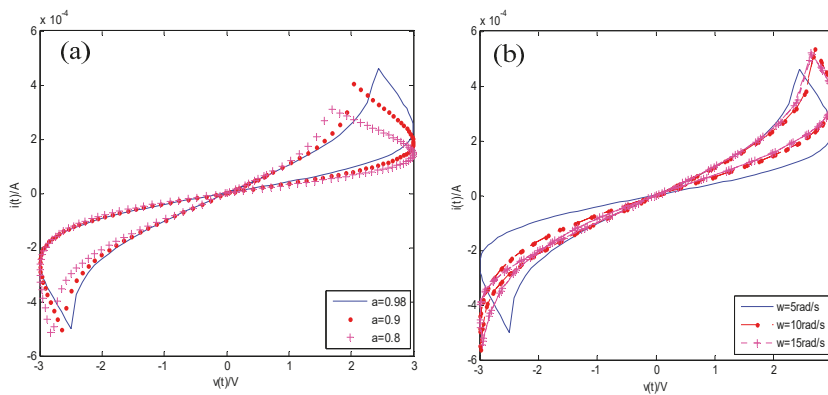 x 10⁻⁴
(a)
6
4
2
0
-2
-4
-6
i(t)/A
-3 -2 -1 0 1 2 3
v(t)/V
a=0.98
a=0.9
a=0.8
x 10⁻⁴
(b)
6
4
2
0
-2
-4
-6
i(t)/A
-3 -2 -1 0 1 2 3
v(t)/V
w=5rad/s
w=10rad/s
w=15rad/s